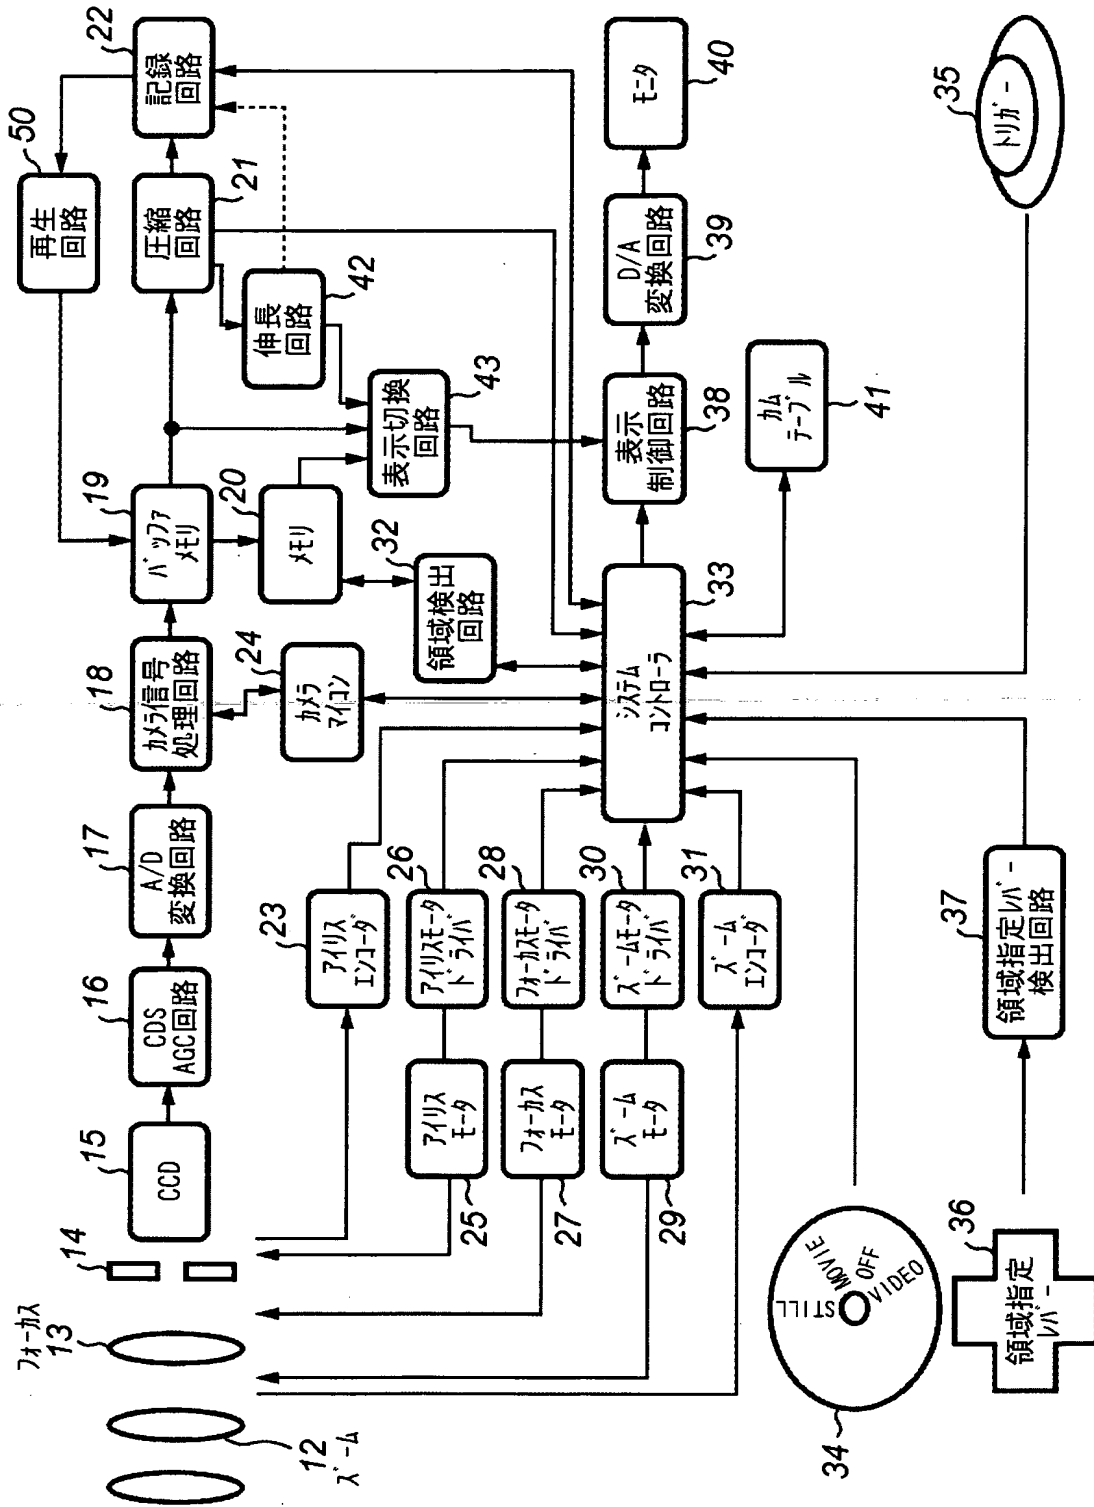 フォーカス
13
12
ズーム
14
15
CCD
16
CDS
AGC回路
17
A/D
変換回路
18
カメラ信号
処理回路
19
バッファ
メモリ
21
圧縮
回路
22
記録
回路
50
再生
回路
20
メモリ
42
伸長
回路
43
表示切換
回路
24
カメラ
マイコン
32
領域検出
回路
23
アイリス
エンコーダ
25
アイリス
モータ
26
アイリスモータ
ドライバ
27
フォーカス
モータ
28
フォーカスモータ
ドライバ
29
ズーム
モータ
30
ズームモータ
ドライバ
31
ズーム
エンコーダ
33
システム
コントローラ
38
表示
制御回路
39
D/A
変換回路
40
モニタ
41
カム
テーブル
34
STILL
MOVIE
OFF
VIDEO
36
領域指定
レバー
37
領域指定レバー
検出回路
35
トリガー